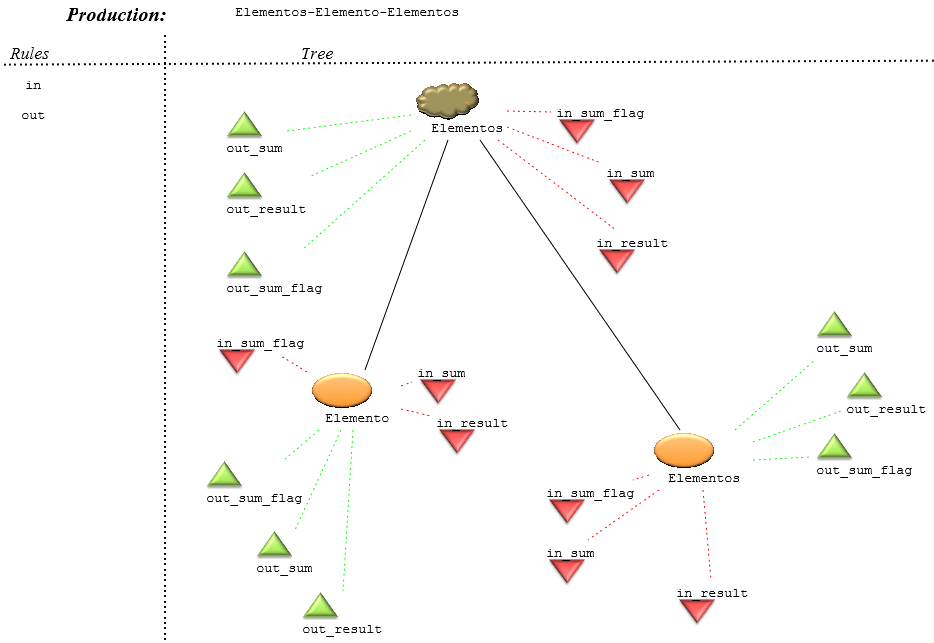 Production: Elementos-Elemento-Elementos
Rules Tree
in
out
Elementos
out_sum
out_result
out_sum_flag
in_sum_flag
in_sum
in_result
in_sum_flag
in_sum
in_result
Elemento
out_sum_flag
out_sum
out_result
out_sum
out_result
out_sum_flag
Elementos
in_sum_flag
in_sum
in_result